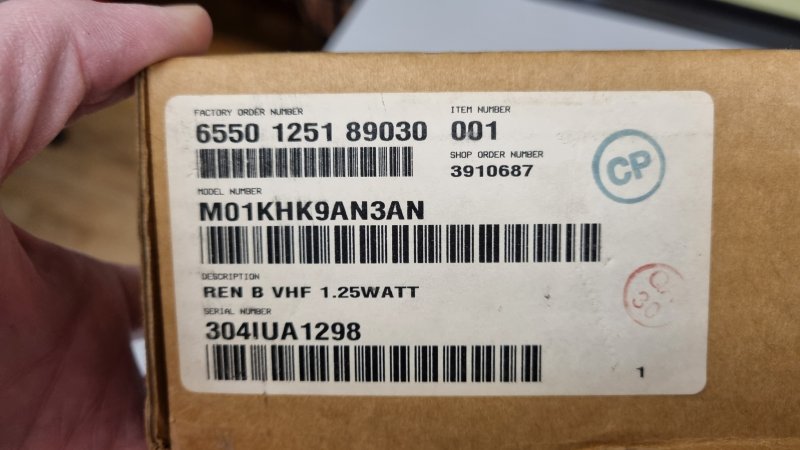 FACTORY ORDER NUMBER
6550 1251 89030
ITEM NUMBER
001
SHOP ORDER NUMBER
3910687
CP
MODEL NUMBER
M01KHK9AN3AN
DESCRIPTION
REN B VHF 1.25WATT
SERIAL NUMBER
304IUA1298
30
1